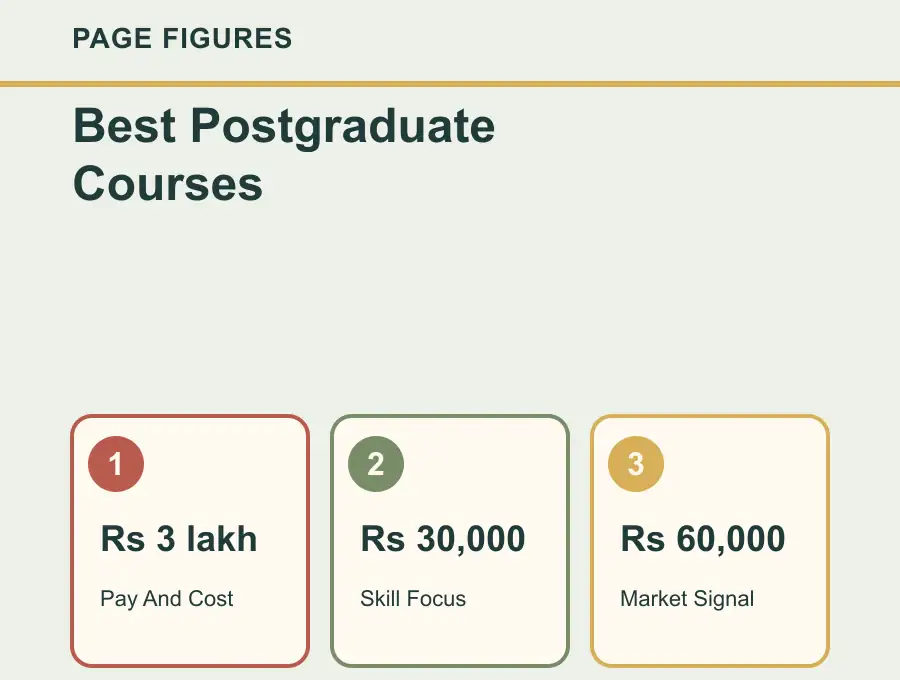 PAGE FIGURES
Best Postgraduate
Courses
1
Rs 3 lakh
Pay And Cost
2
Rs 30,000
Skill Focus
3
Rs 60,000
Market Signal